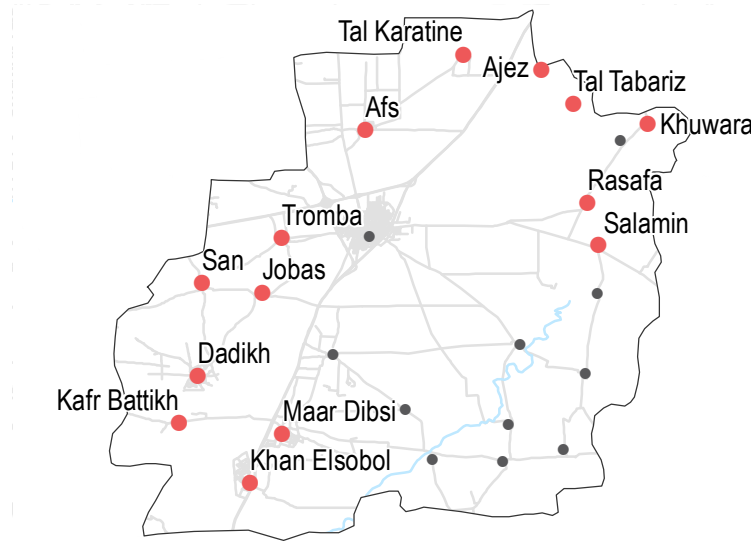 Tal Karatine
Ajez
Tal Tabariz
Afs
Khuwara
Rasafa
Tromba
Salamin
San
Jobas
Dadikh
Kafr Battikh
Maar Dibsi
Khan Elsobol